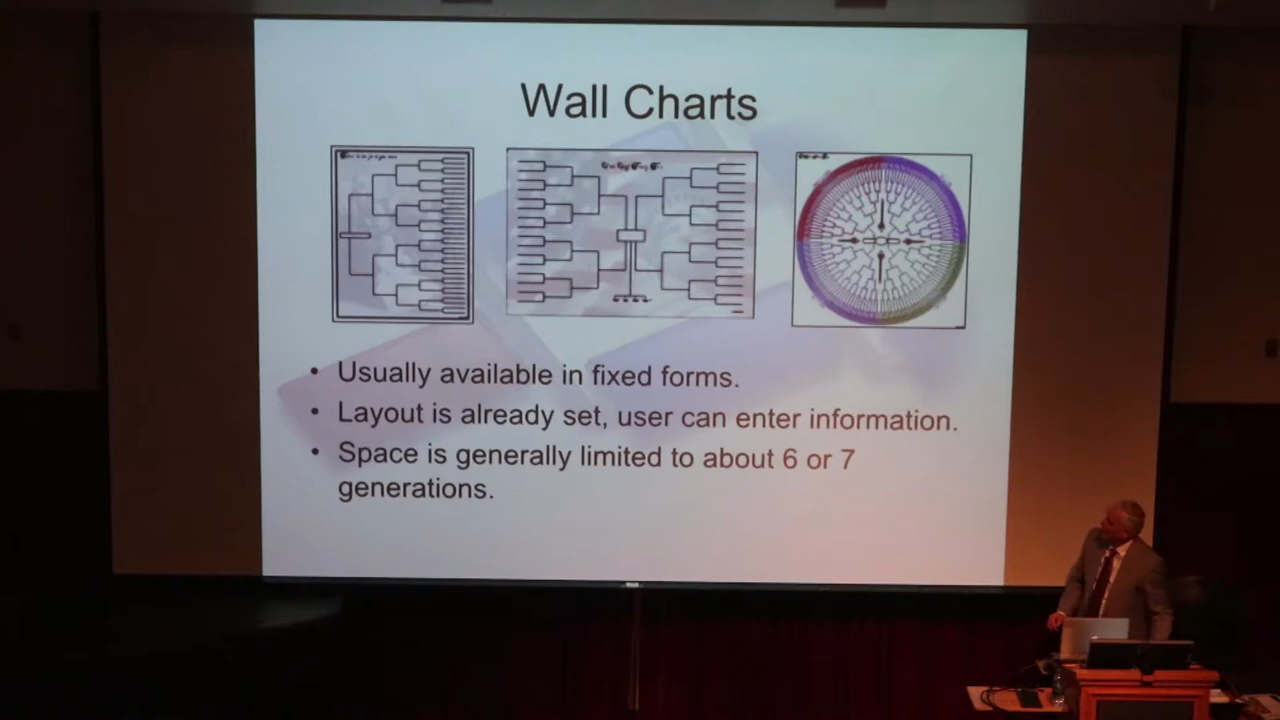 Wall Charts
• Usually available in fixed forms.
• Layout is already set, user can enter information.
• Space is generally limited to about 6 or 7
generations.